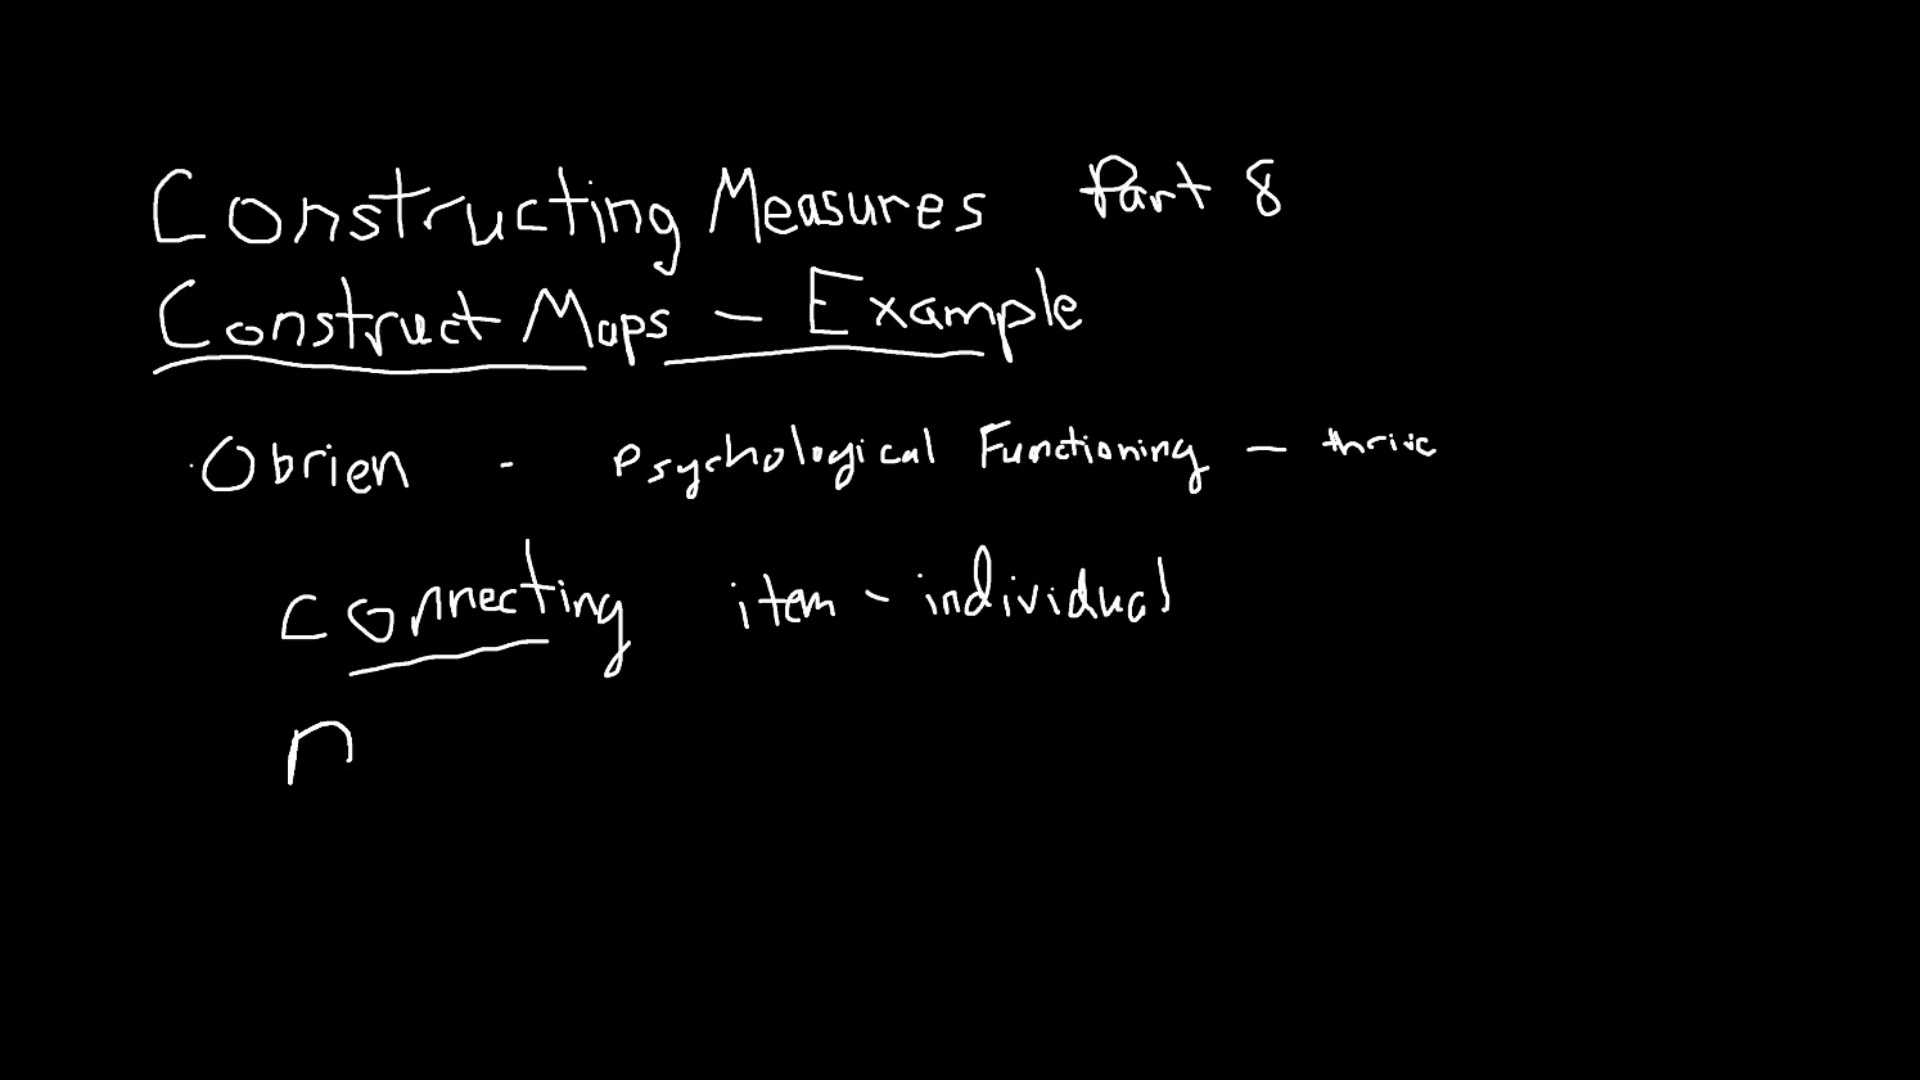 Constructing Measures Part 8
Construct Maps - Example
Obrien - Psychological Functioning - thrive
Connecting item - individual
n